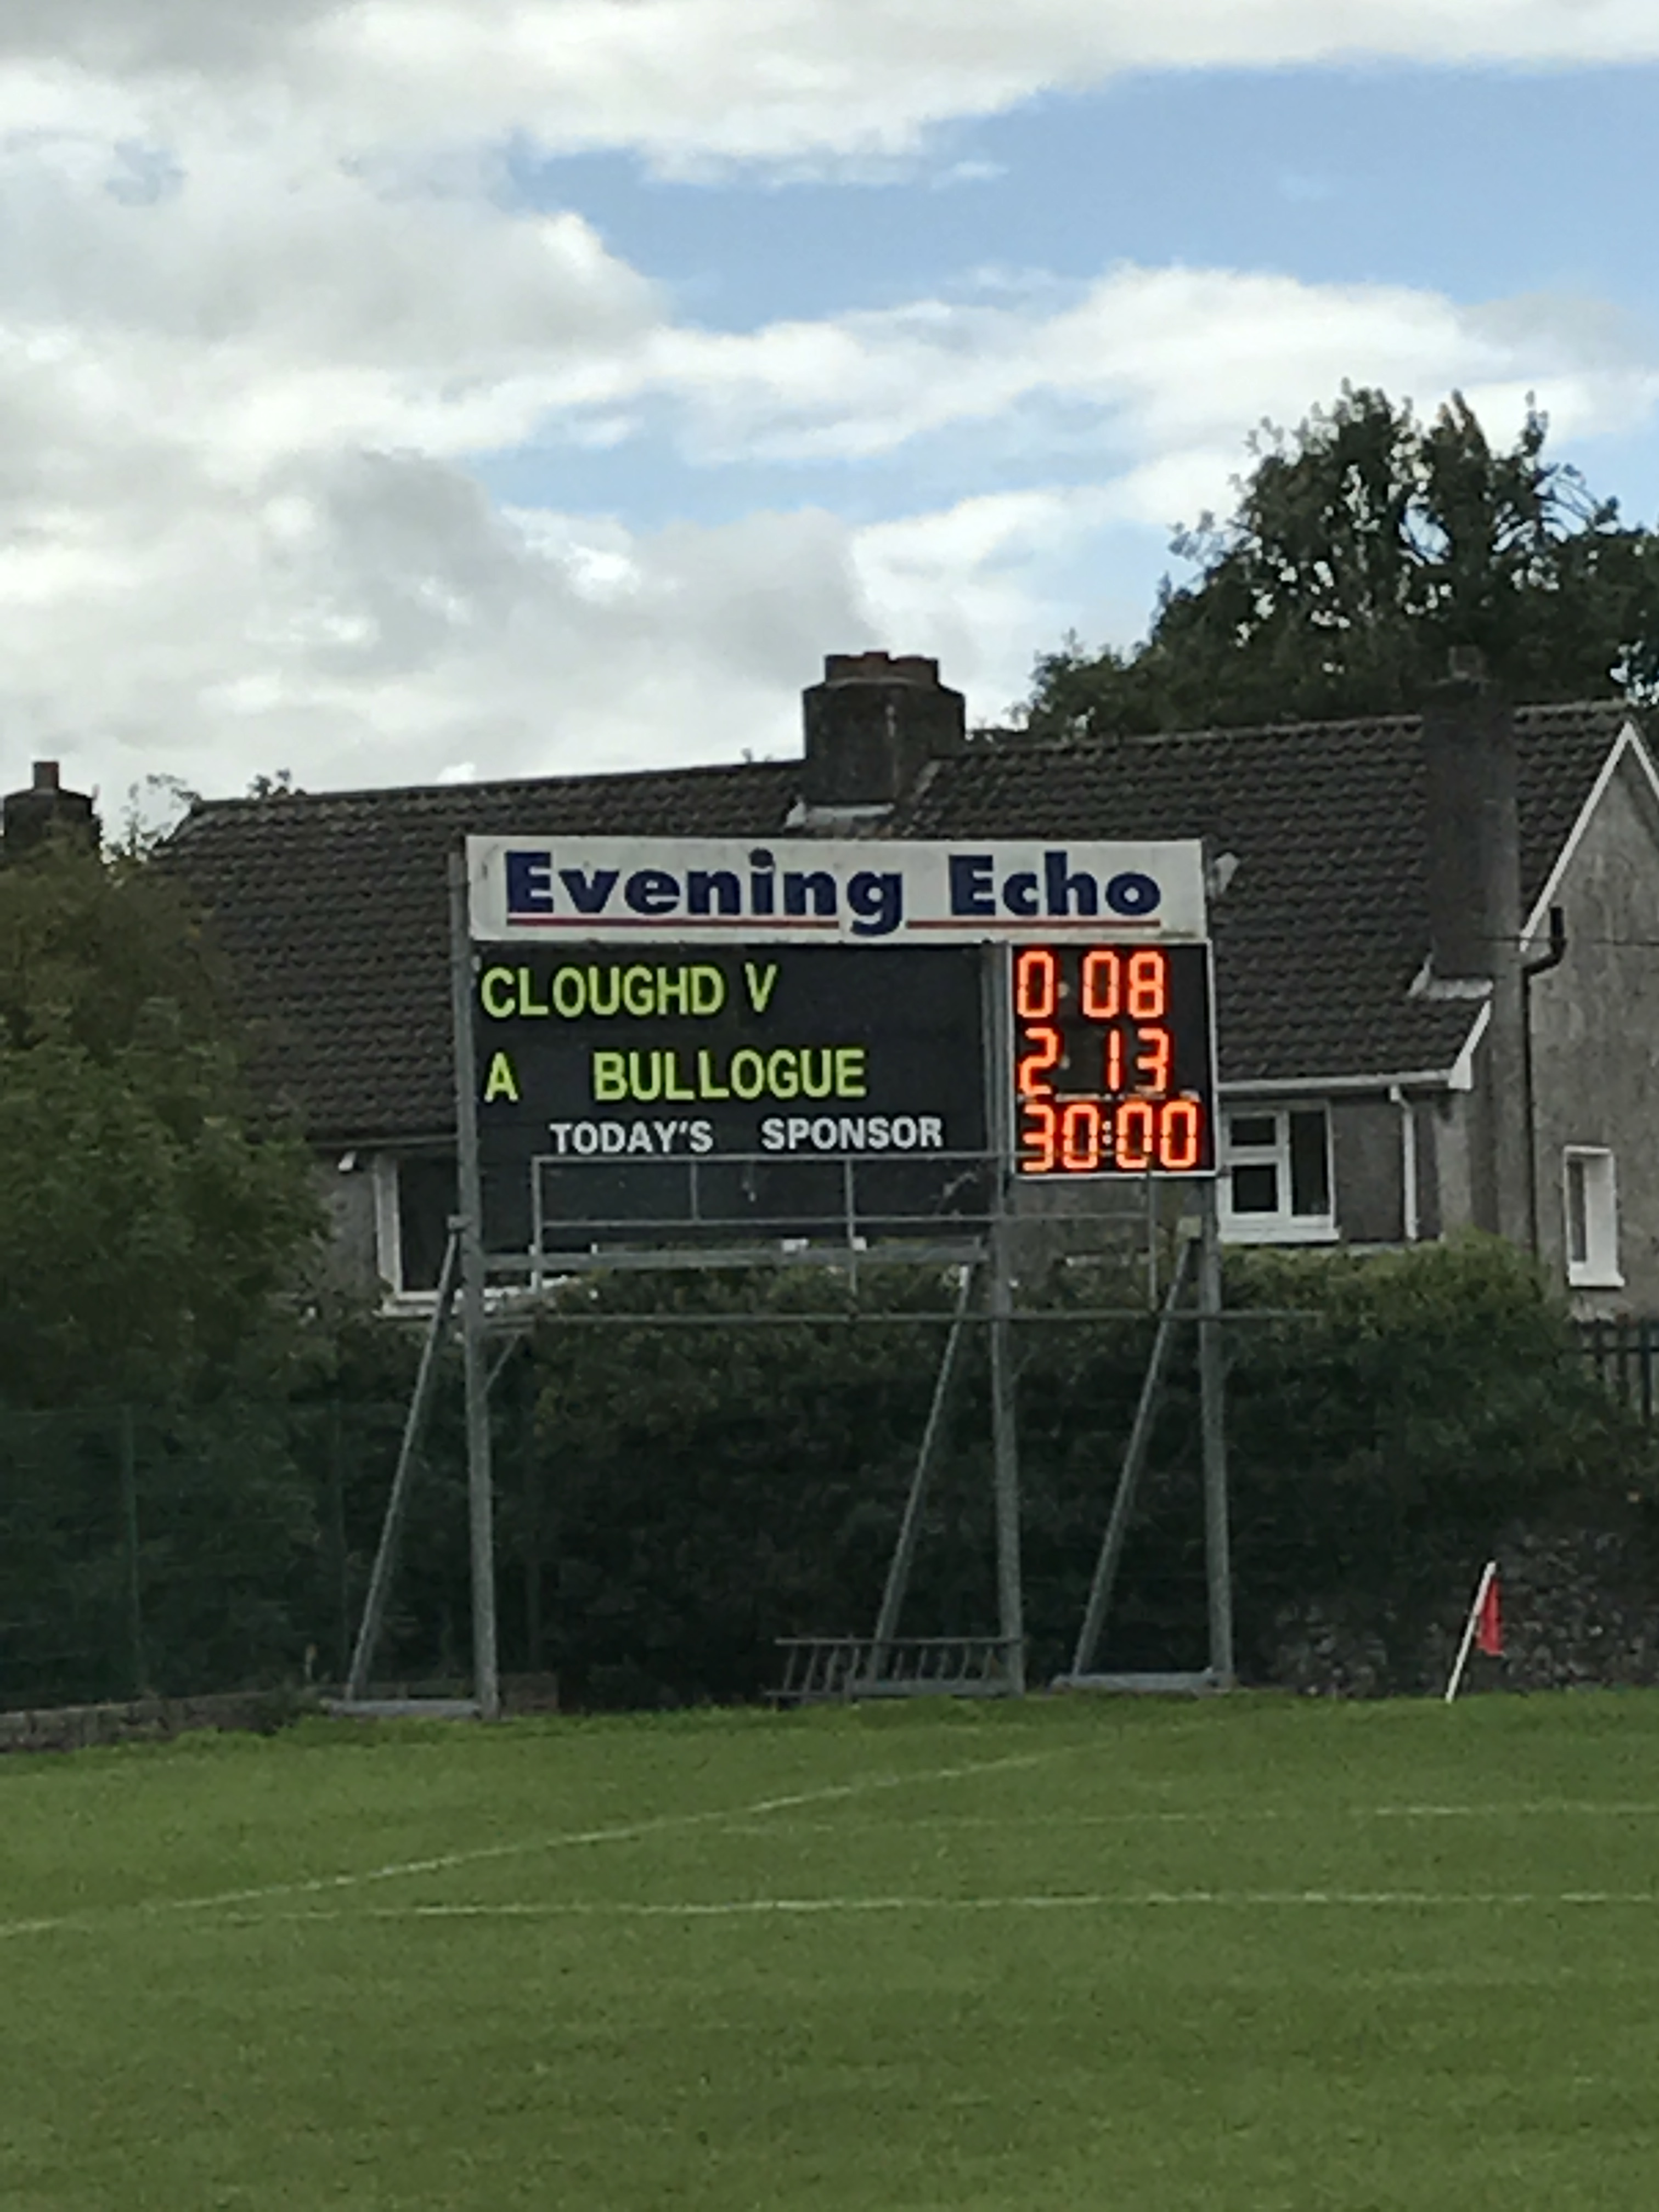 Evening Echo
CLOUGHD V 0 08
A BULLOGUE 2 13
TODAY'S SPONSOR 30:00